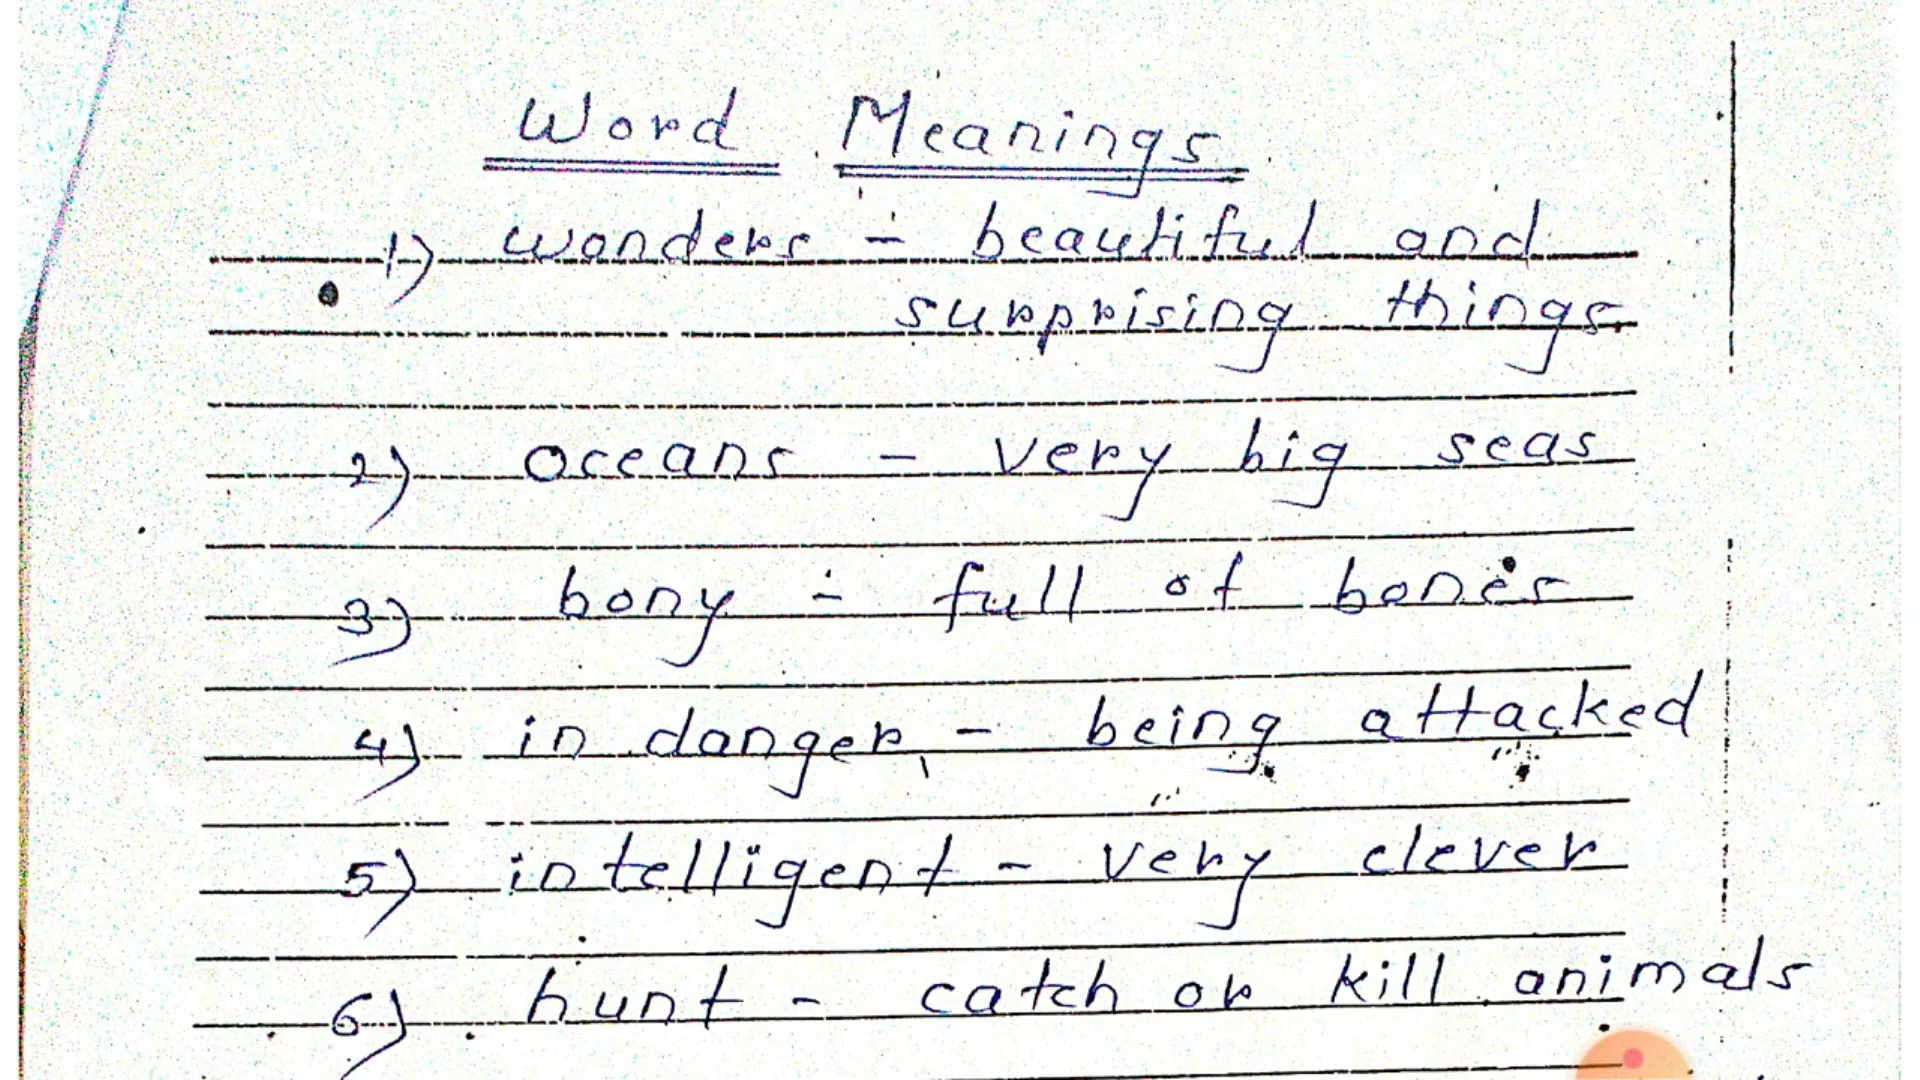 Word Meanings
1) wonders - beautiful and
surprising things.
2) oceans - very big seas
3) bony - full of bones
4) in danger - being attacked
5) intelligent - very clever
6) hunt - catch or kill animals